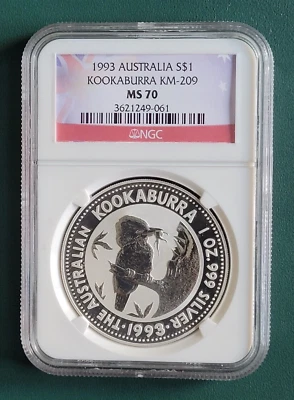 1993 AUSTRALIA S$1
KOOKABURRA KM-209
MS 70
3621249-061
NGC
THE AUSTRALIAN KOOKABURRA 1 OZ 999 SILVER
1993